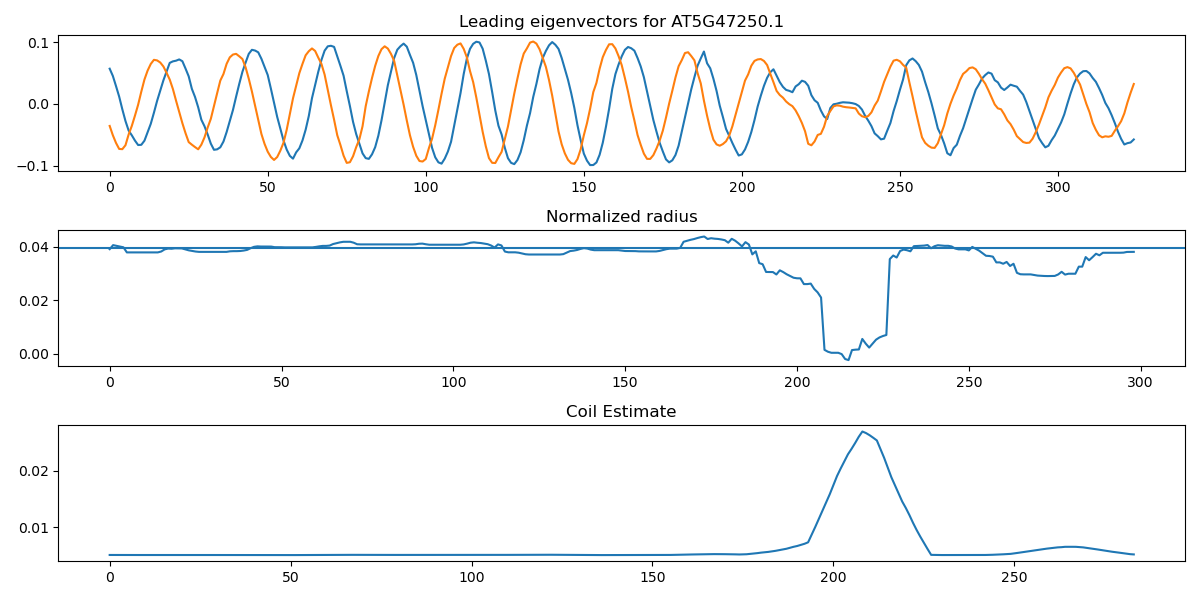 Leading eigenvectors for AT5G47250.1
0.1
0.0
−0.1
0 50 100 150 200 250 300
Normalized radius
0.04
0.02
0.00
0 50 100 150 200 250 300
Coil Estimate
0.02
0.01
0 50 100 150 200 250